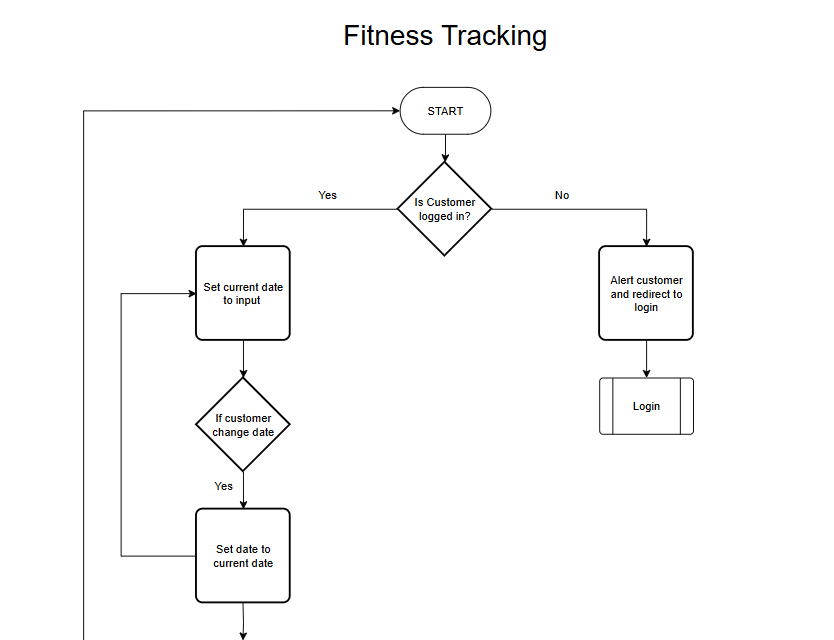 Fitness Tracking
START
Is Customer
logged in?
Yes
No
Set current date
to input
Alert customer
and redirect to
login
If customer
change date
Login
Yes
Set date to
current date